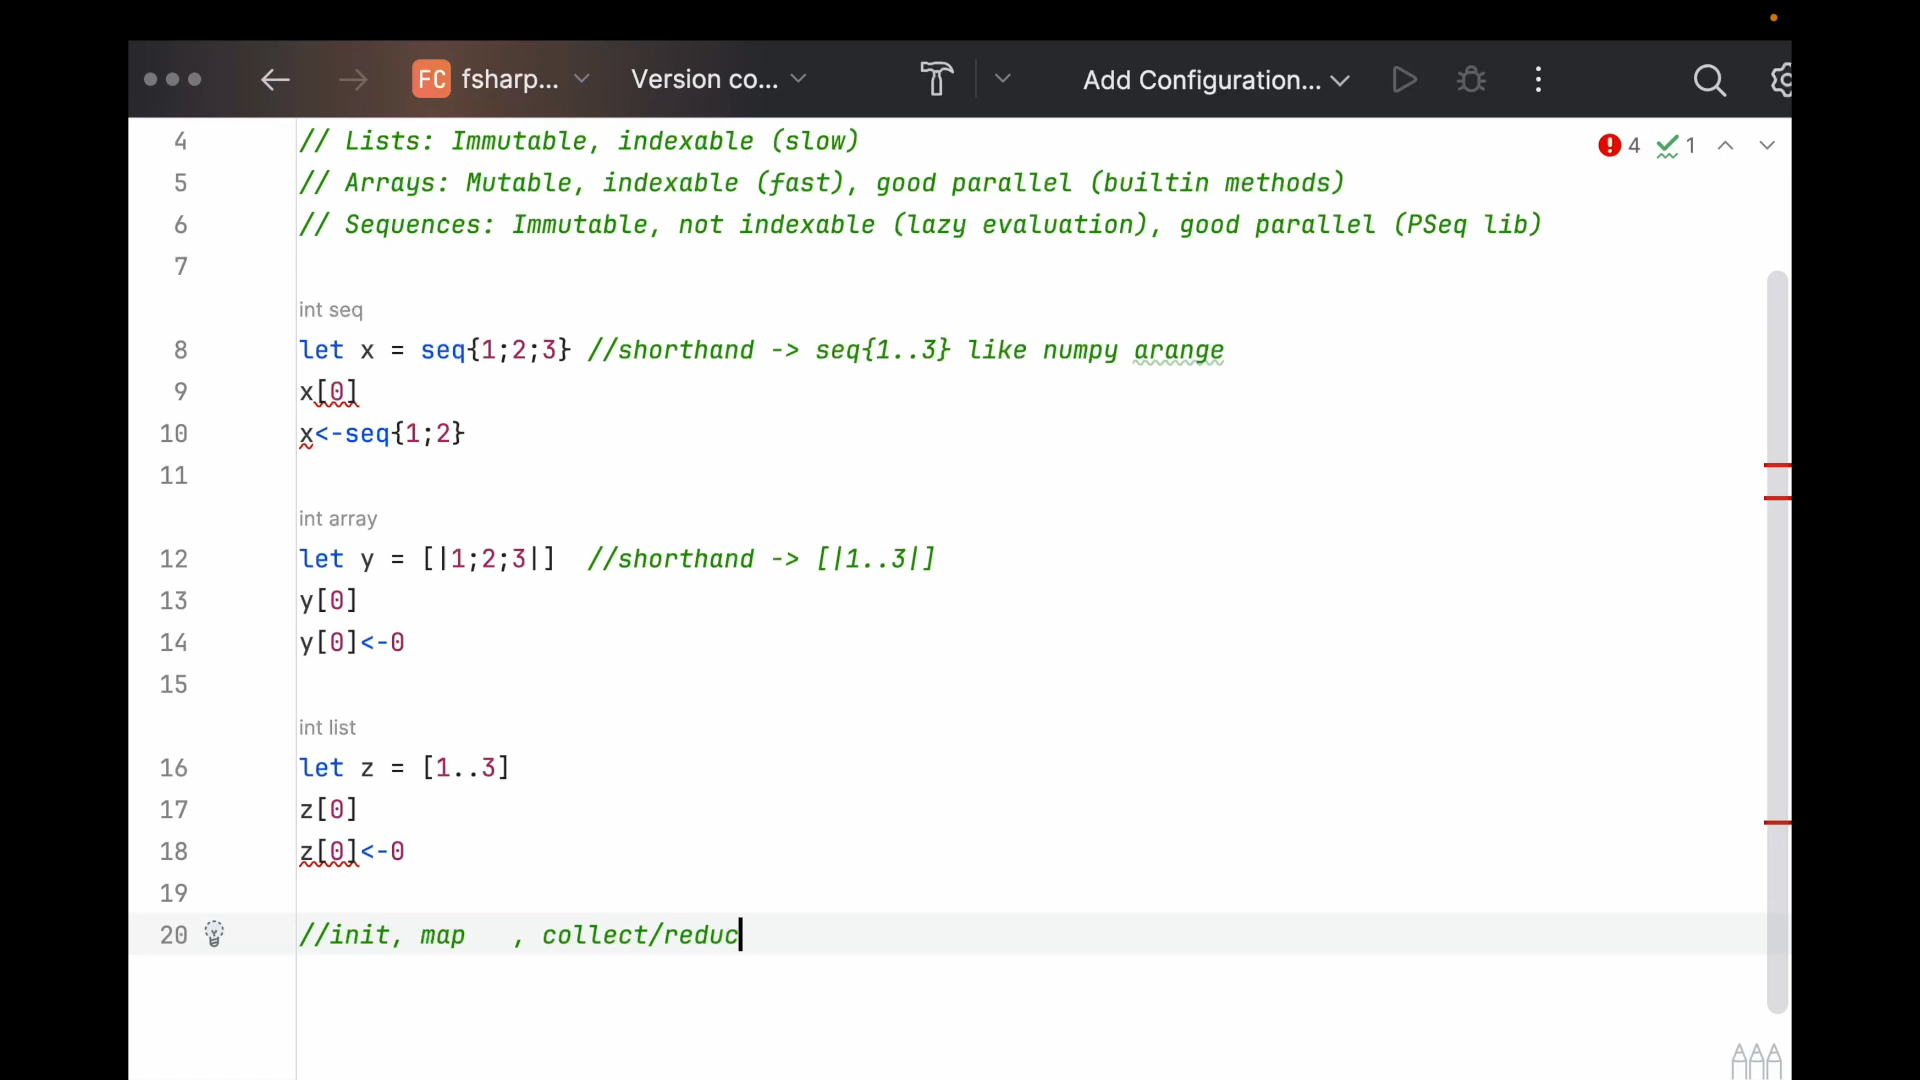 FC fsharp... Version co... Add Configuration...
4 // Lists: Immutable, indexable (slow)
4 1
5 // Arrays: Mutable, indexable (fast), good parallel (builtin methods)
6 // Sequences: Immutable, not indexable (lazy evaluation), good parallel (PSeq lib)
7
int seq
8 let x = seq{1;2;3} //shorthand -> seq{1..3} like numpy arange
9 x[0]
10 x<-seq{1;2}
11
int array
12 let y = [|1;2;3|]  //shorthand -> [|1..3|]
13 y[0]
14 y[0]<-0
15
int list
16 let z = [1..3]
17 z[0]
18 z[0]<-0
19
20 //init, map   , collect/reduc